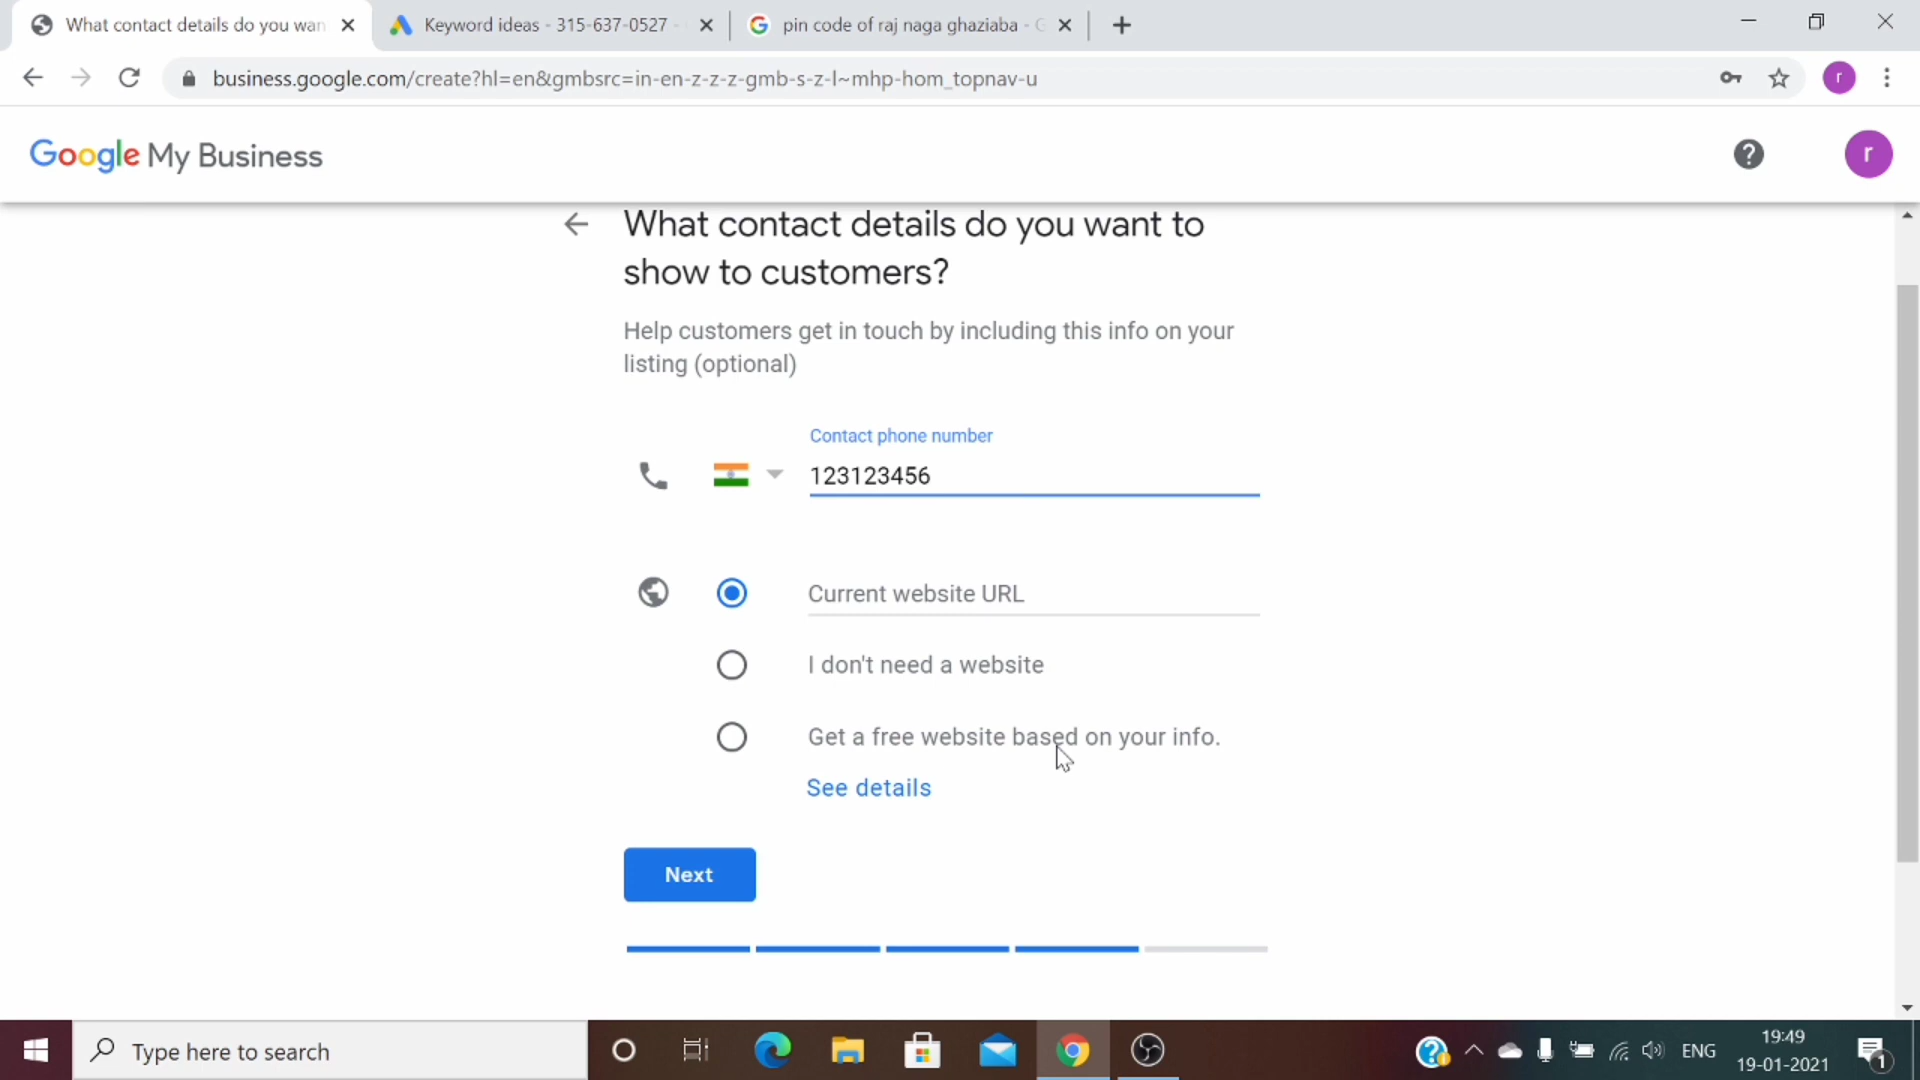 What contact details do you wan
Keyword ideas - 315-637-0527 -
pin code of raj naga ghaziaba - G
business.google.com/create?hl=en&gmbsrc=in-en-z-z-z-gmb-s-z-l~mhp-hom_topnav-u
r
Google My Business
r
What contact details do you want to
show to customers?
Help customers get in touch by including this info on your
listing (optional)
Contact phone number
123123456
Current website URL
I don't need a website
Get a free website based on your info.
See details
Next
Type here to search
ENG
19:49
19-01-2021
1